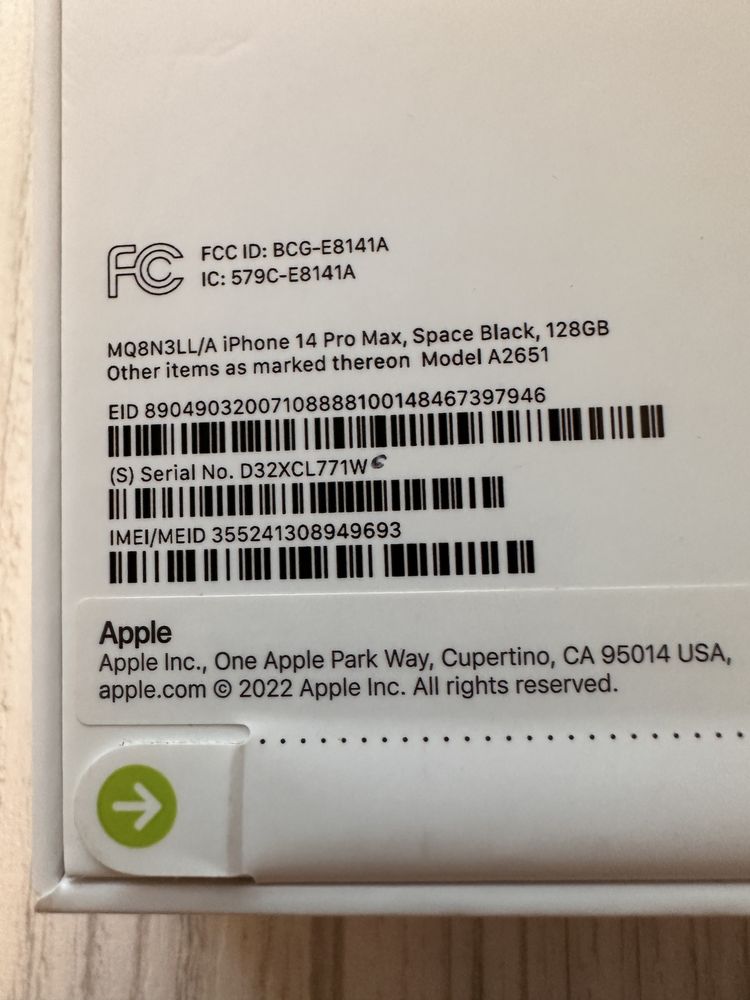 FC
FCC ID: BCG-E8141A
IC: 579C-E8141A
MQ8N3LL/A iPhone 14 Pro Max, Space Black, 128GB
Other items as marked thereon Model A2651
EID 89049032007108888100148467397946
(S) Serial No. D32XCL771W
IMEI/MEID 355241308949693
Apple
Apple Inc., One Apple Park Way, Cupertino, CA 95014 USA,
apple.com © 2022 Apple Inc. All rights reserved.